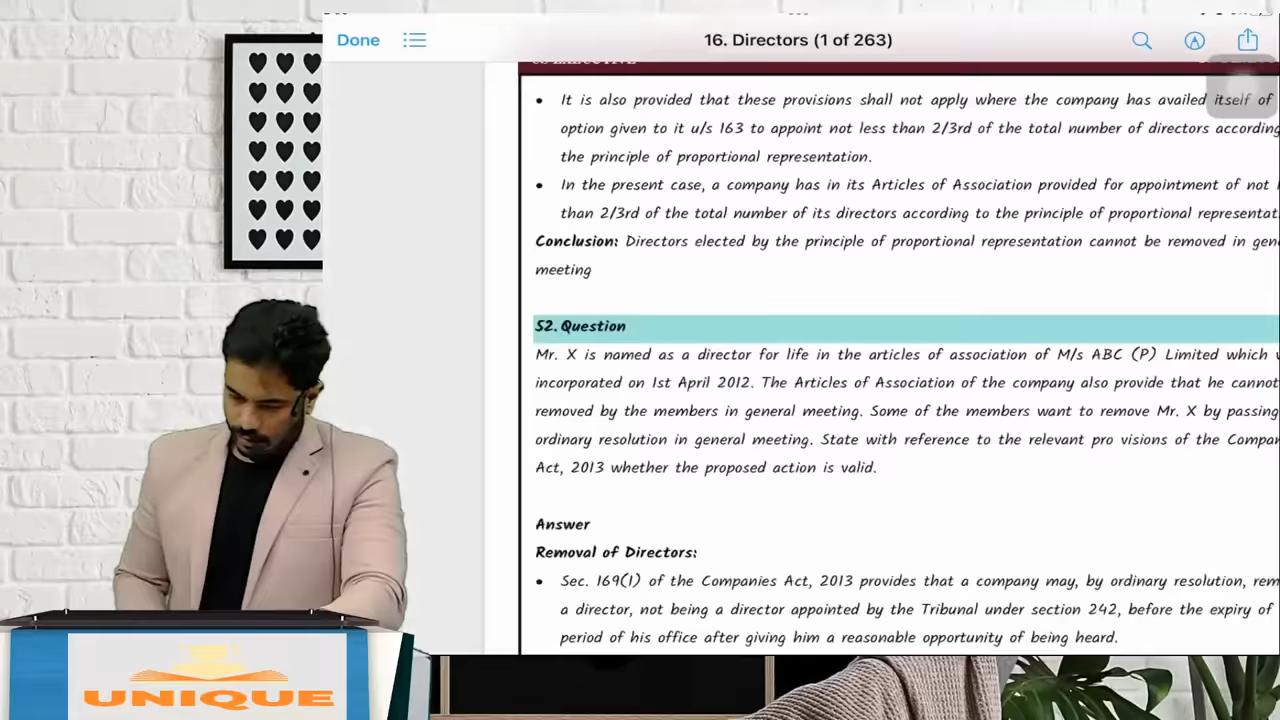 Done
16. Directors (1 of 263)
• It is also provided that these provisions shall not apply where the company has availed itself of
option given to it u/s 163 to appoint not less than 2/3rd of the total number of directors according
the principle of proportional representation.
• In the present case, a company has in its Articles of Association provided for appointment of not
than 2/3rd of the total number of its directors according to the principle of proportional representat
Conclusion: Directors elected by the principle of proportional representation cannot be removed in gene
meeting
52. Question
Mr. X is named as a director for life in the articles of association of M/s ABC (P) Limited which
incorporated on 1st April 2012. The Articles of Association of the company also provide that he cannot
removed by the members in general meeting. Some of the members want to remove Mr. X by passing
ordinary resolution in general meeting. State with reference to the relevant pro visions of the Compan
Act, 2013 whether the proposed action is valid.
Answer
Removal of Directors:
• Sec. 169(1) of the Companies Act, 2013 provides that a company may, by ordinary resolution, rem
a director, not being a director appointed by the Tribunal under section 242, before the expiry of
period of his office after giving him a reasonable opportunity of being heard.
UNIQUE